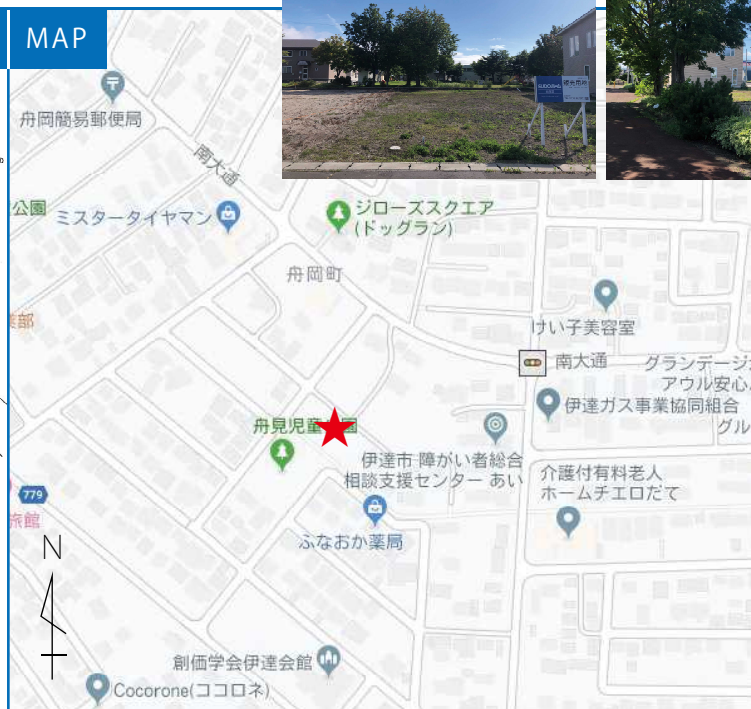 MAP
舟岡簡易郵便局
南大通
公園
ミスタータイヤマン
ジローズスクエア
(ドッグラン)
舟岡町
けい子美容室
南大通
グランデージ
アウル安心
伊達ガス事業協同組合
グル
舟見児童
園
伊達市 障がい者総合
相談支援センター あい
介護付有料老人
ホームチエロだて
779
旅館
N
ふなおか薬局
創価学会伊達会館
Cocorone(ココロネ)